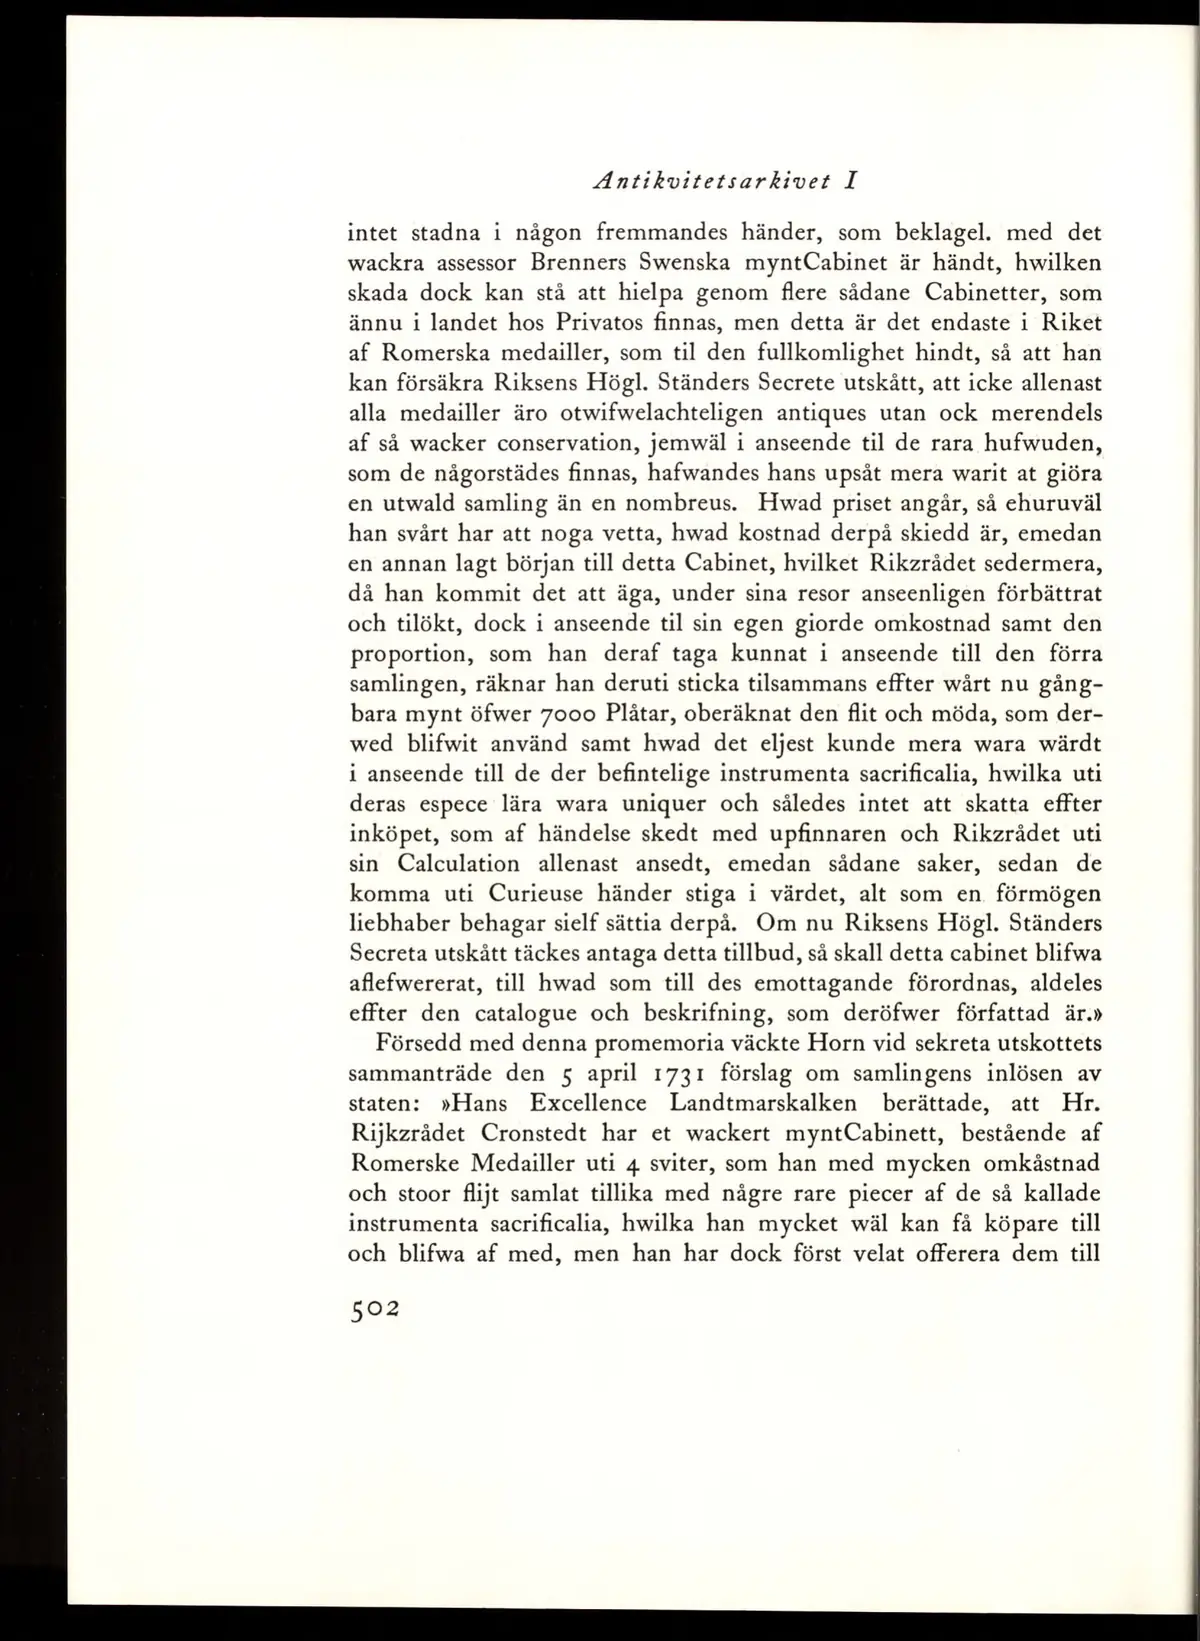 Antikvitetsarkivet I
intet stadna i någon fremmandes händer, som beklagel. med det
wackra assessor Brenners Swenska myntCabinet är händt, hwilken
skada dock kan stå att hielpa genom flere sådane Cabinetter, som
ännu i landet hos Privatos finnas, men detta är det endaste i Riket
af Romerska medailler, som til den fullkomlighet hindt, så att han
kan försäkra Riksens Högl. Ständers Secrete utskått, att icke allenast
alla medailler äro otwifwelachteligen antiques utan ock merendels
af så wacker conservation, jemwäl i anseende til de rara hufwuden,
som de någorstädes finnas, hafwandes hans upsåt mera warit at giöra
en utwald samling än en nombreus. Hwad priset angår, så ehuruväl
han svårt har att noga vetta, hwad kostnad derpå skiedd är, emedan
en annan lagt början till detta Cabinet, hvilket Rikzrådet sedermera,
då han kommit det att äga, under sina resor anseenligen förbättrat
och tilökt, dock i anseende til sin egen giorde omkostnad samt den
proportion, som han deraf taga kunnat i anseende till den förra
samlingen, räknar han deruti sticka tilsammans effter wårt nu gång-
bara mynt öfwer 7000 Plåtar, oberäknat den flit och möda, som der-
wed blifwit använd samt hwad det eljest kunde mera wara wärdt
i anseende till de der befintelige instrumenta sacrificalia, hwilka uti
deras espece lära wara uniquer och således intet att skatta effter
inköpet, som af händelse skedt med upfinnaren och Rikzrådet uti
sin Calculation allenast ansedt, emedan sådane saker, sedan de
komma uti Curieuse händer stiga i värdet, alt som en förmögen
liebhaber behagar sielf sättia derpå. Om nu Riksens Högl. Ständers
Secreta utskått täckes antaga detta tillbud, så skall detta cabinet blifwa
aflefwererat, till hwad som till des emottagande förordnas, aldeles
effter den catalogue och beskrifning, som deröfwer författad är.»
Försedd med denna promemoria väckte Horn vid sekreta utskottets
sammanträde den 5 april 1731 förslag om samlingens inlösen av
staten: »Hans Excellence Landtmarskalken berättade, att Hr.
Rijkzrådet Cronstedt har et wackert myntCabinett, bestående af
Romerske Medailler uti 4 sviter, som han med mycken omkåstnad
och stoor flijt samlat tillika med någre rare piecer af de så kallade
instrumenta sacrificalia, hwilka han mycket wäl kan få köpare till
och blifwa af med, men han har dock först velat offerera dem till
502